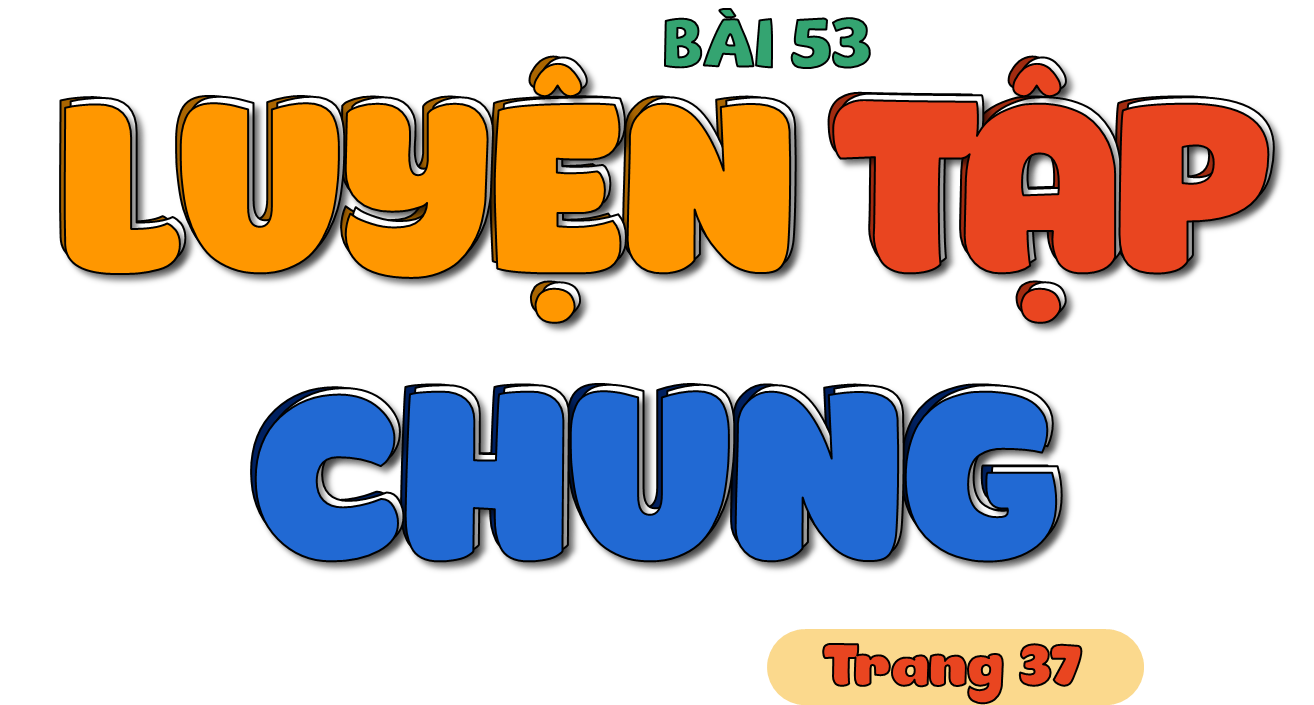 BÀI 53
LUYỆN TẬP
CHUNG
Trang 37